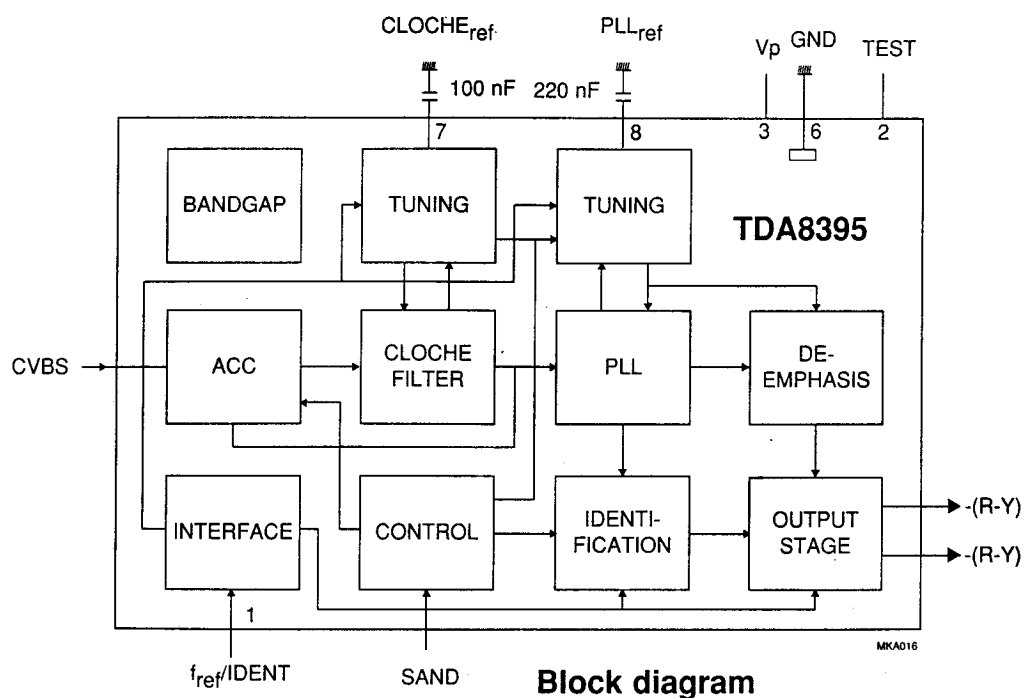 CLOCHEref.
PLLref
Vp GND TEST
100 nF 220 nF
7 8 3 6 2
BANDGAP
TUNING
TUNING
TDA8395
CVBS
ACC
CLOCHE
FILTER
PLL
DE-
EMPHASIS
INTERFACE
CONTROL
IDENTI-
FICATION
OUTPUT
STAGE
-(R-Y)
-(R-Y)
1
MKA016
fref/IDENT
SAND
Block diagram